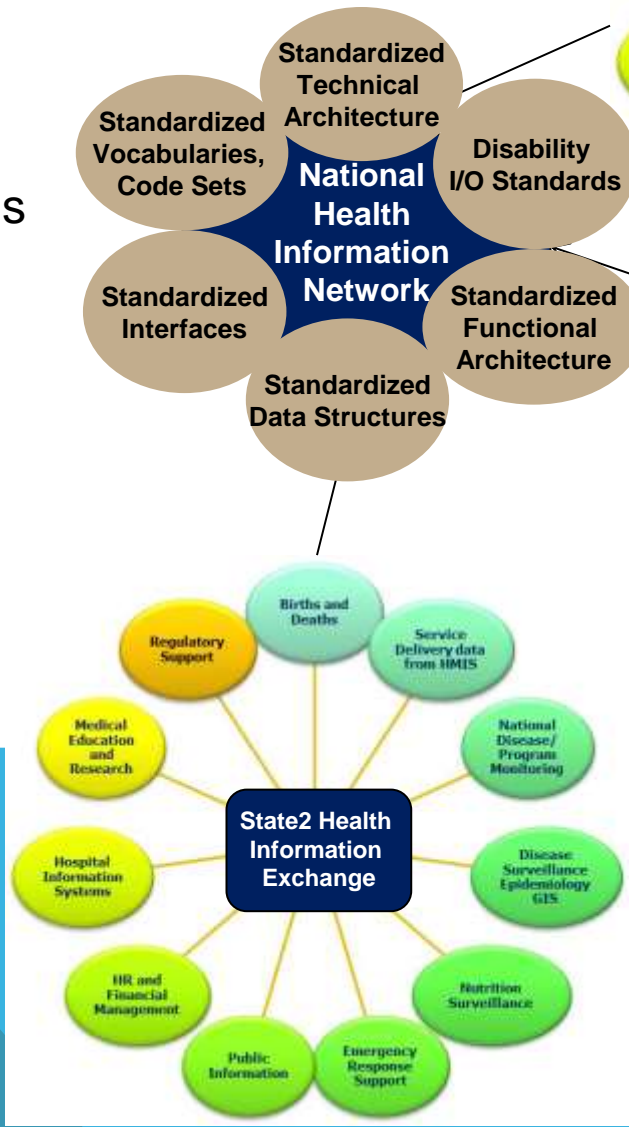 Standardized
Technical
Architecture
Standardized
Vocabularies,
Code Sets
Disability
I/O Standards
s
National
Health
Information
Network
Standardized
Interfaces
Standardized
Functional
Architecture
Standardized
Data Structures
Births and
Deaths
Regulatory
Support
Service
Delivery data
from HMIS
Medical
Education
and
Research
National
Disease/
Program
Monitoring
State2 Health
Information
Exchange
Hospital
Information
Systems
Disease
Surveillance
Epidemiology
GIS
HR and
Financial
Management
Nutrition
Surveillance
Public
Information
Emergency
Response
Support